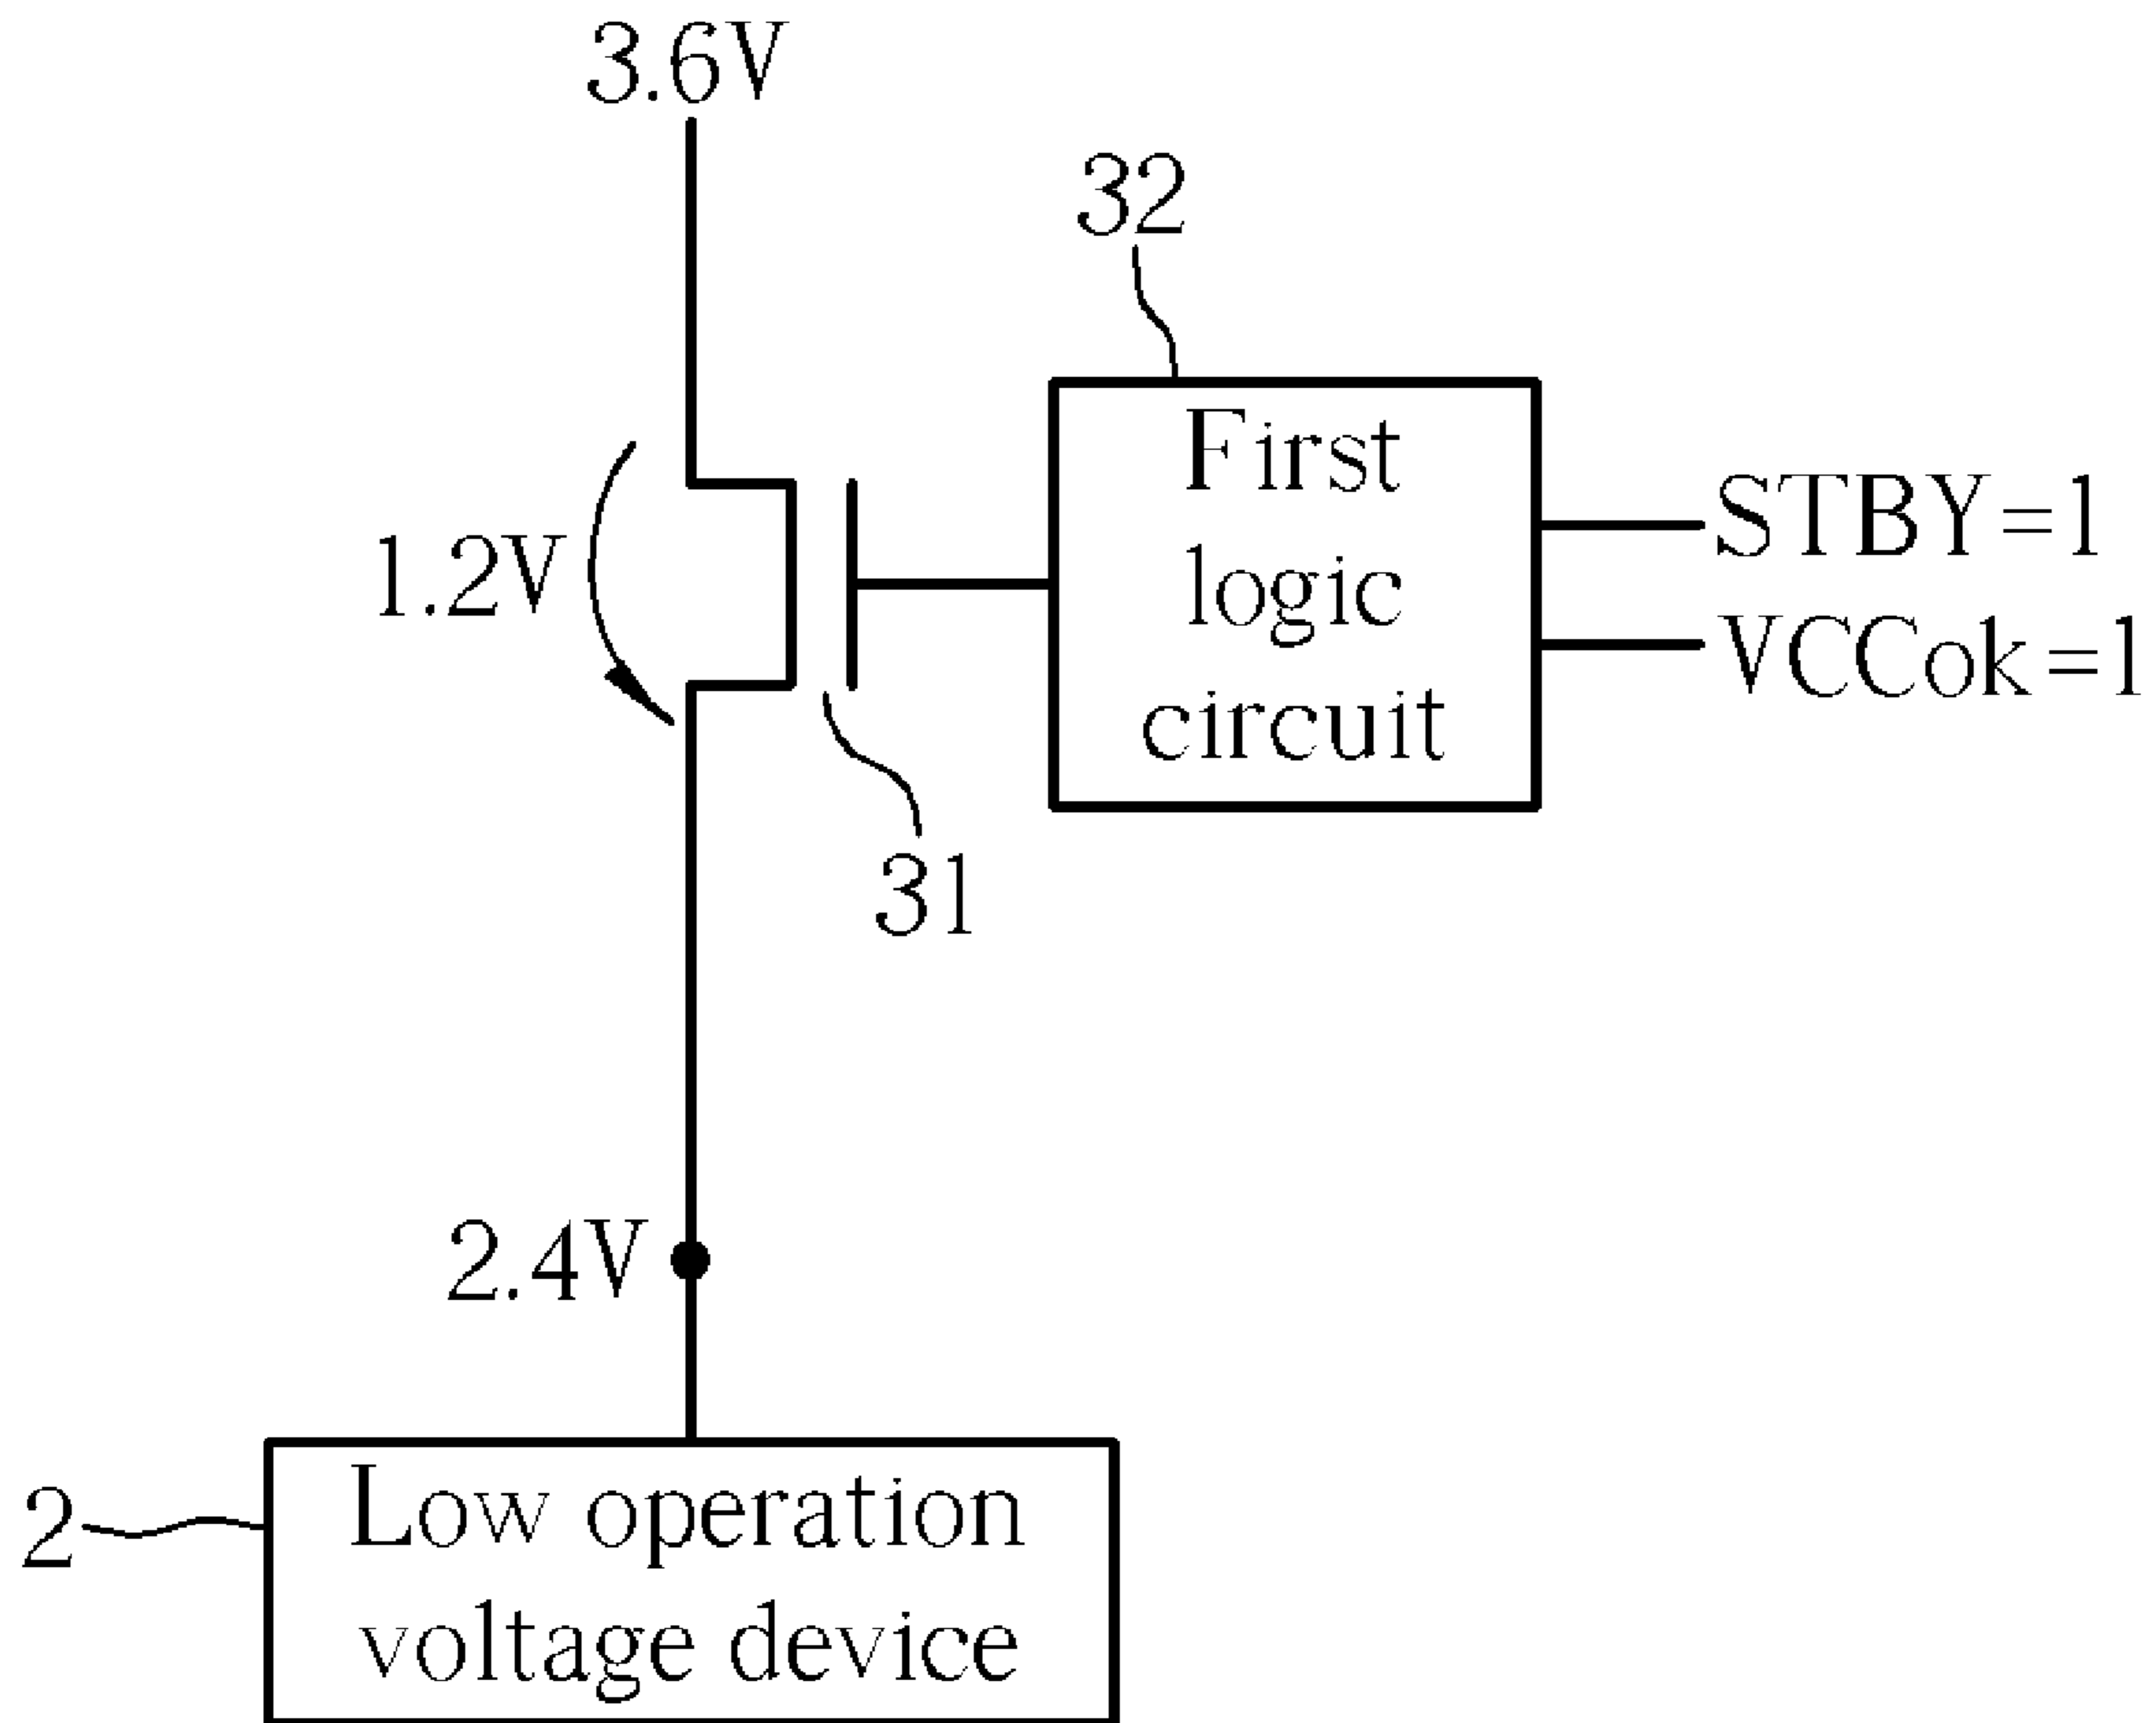 3.6V
32
First
logic
circuit
STBY=1
VCCok=1
1.2V
31
2.4V
2
Low operation
voltage device